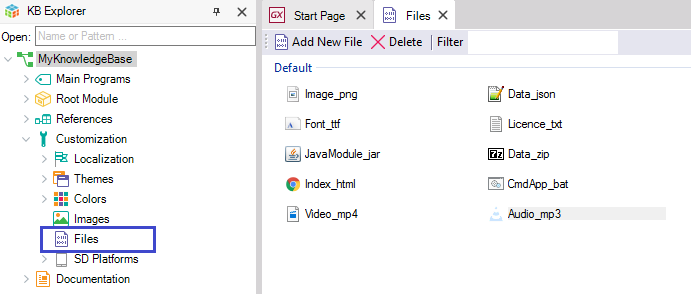 KB Explorer
Open: Name or Pattern ...
MyKnowledgeBase
Main Programs
Root Module
References
Customization
Localization
Themes
Colors
Images
Files
SD Platforms
Documentation
GX Start Page Files
Add New File Delete Filter
Default
Image_png Data_json
Font_ttf Licence_txt
JavaModule_jar Data_zip
Index_html CmdApp_bat
Video_mp4 Audio_mp3